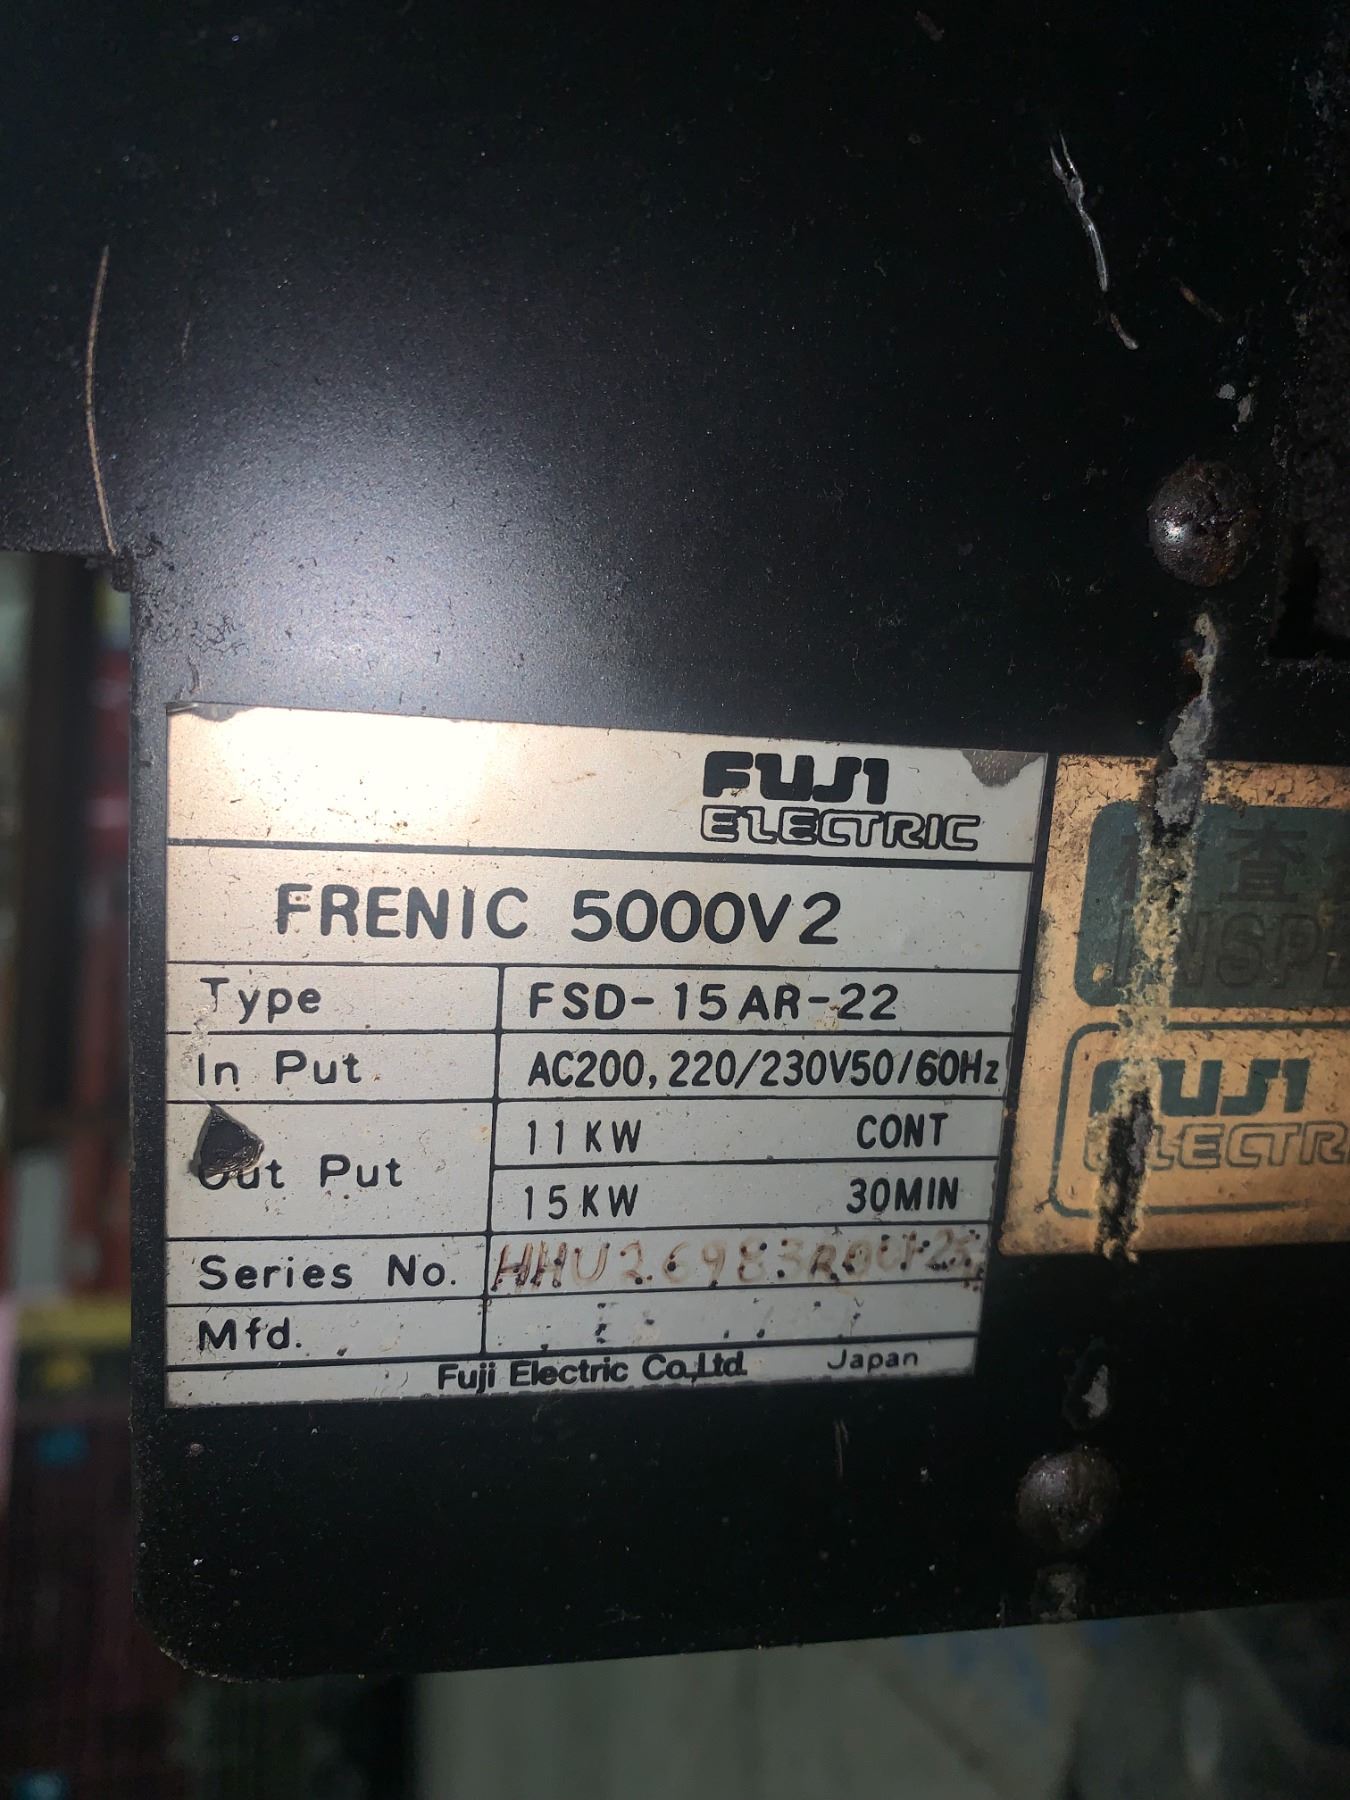 FUJI
ELECTRIC
FRENIC 5000V2
Type FSD-15AR-22
In Put AC200, 220/230V50/60Hz
Out Put 11KW CONT
15KW 30MIN
Series No.
Mfd.
Fuji Electric Co.,Ltd. Japan
査
FUJI